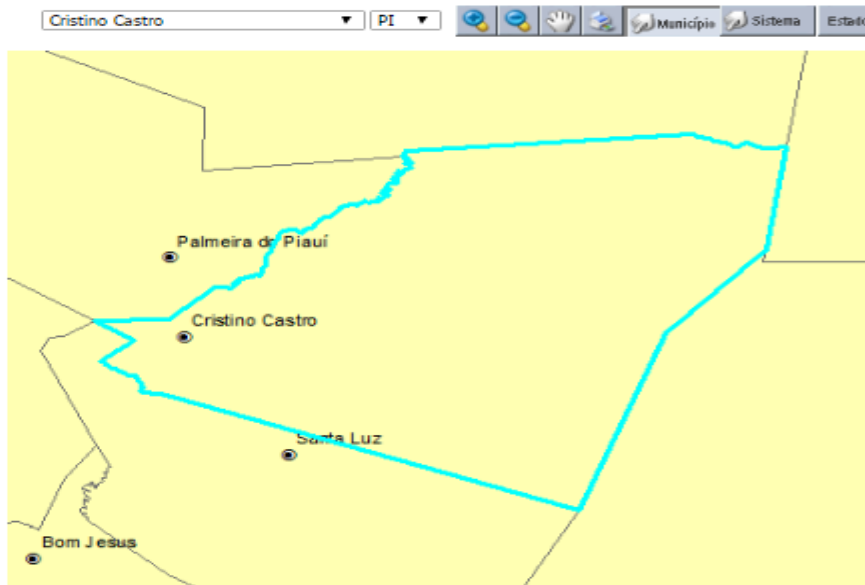 Cristino Castro PI Município Sistema Estado
Palmeira do Piauí
Cristino Castro
Santa Luz
Bom Jesus